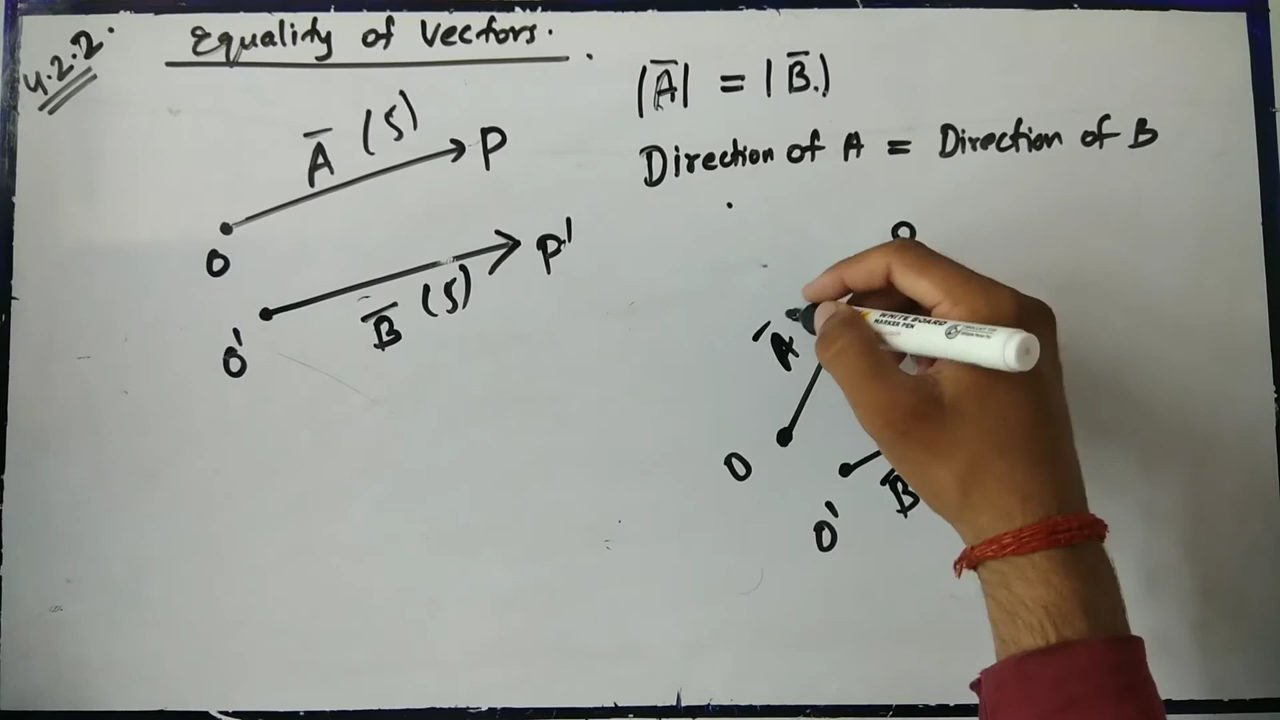 4.2.2.
Equality of Vectors.
A (5)
P
O
B (5)
P'
O'
|A| = |B.|
Direction of A = Direction of B
A
O
B
O'
WHITE BOARD
MARKER PEN